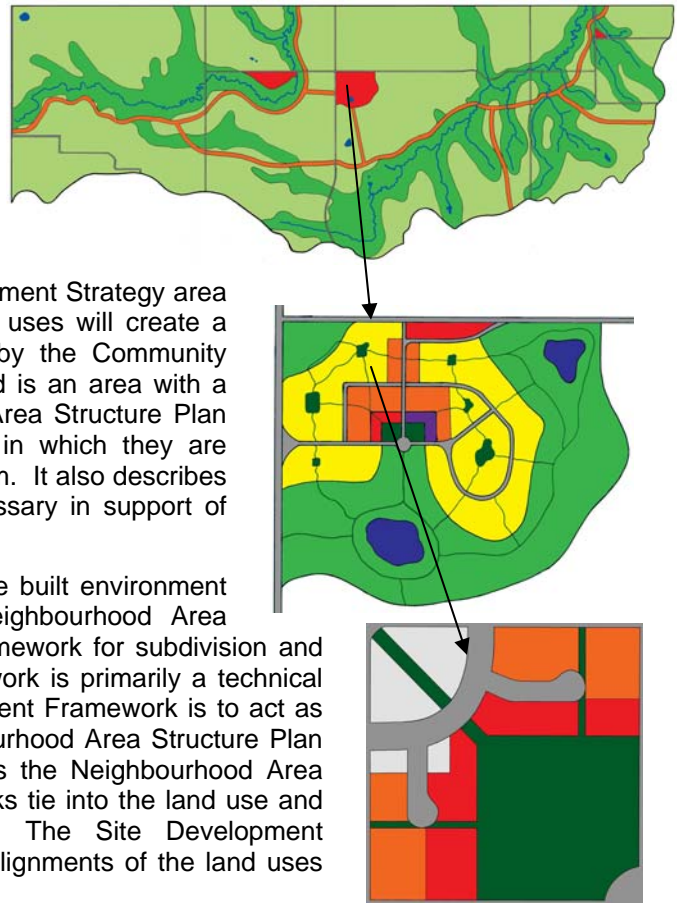 ment Strategy area
uses will create a
by the Community
d is an area with a
Area Structure Plan
in which they are
n. It also describes
ssary in support of
e built environment
eighbourhood Area
mework for subdivision and
work is primarily a technical
ent Framework is to act as
urhood Area Structure Plan
s the Neighbourhood Area
ks tie into the land use and
The Site Development
alignments of the land uses